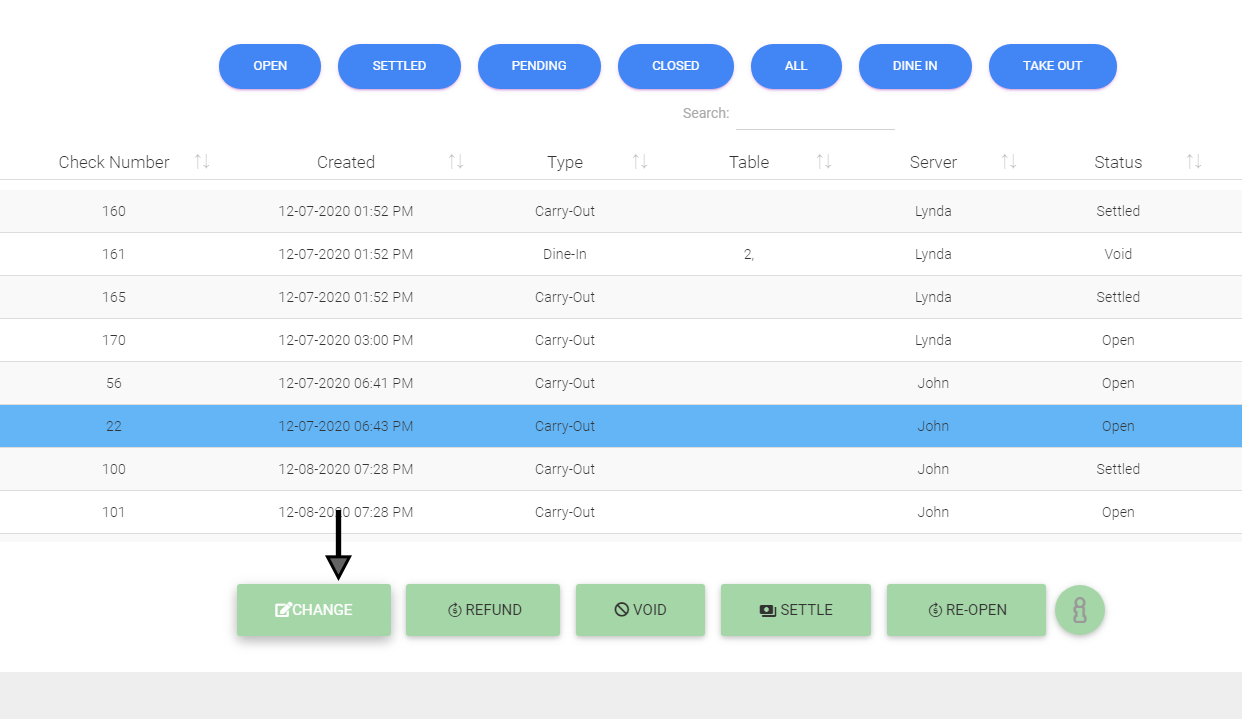 OPEN SETTLED PENDING CLOSED ALL DINE IN TAKE OUT
Search:
Check Number Created Type Table Server Status
160 12-07-2020 01:52 PM Carry-Out Lynda Settled
161 12-07-2020 01:52 PM Dine-In 2, Lynda Void
165 12-07-2020 01:52 PM Carry-Out Lynda Settled
170 12-07-2020 03:00 PM Carry-Out Lynda Open
56 12-07-2020 06:41 PM Carry-Out John Open
22 12-07-2020 06:43 PM Carry-Out John Open
100 12-08-2020 07:28 PM Carry-Out John Settled
101 12-08-2020 07:28 PM Carry-Out John Open
CHANGE REFUND VOID SETTLE RE-OPEN